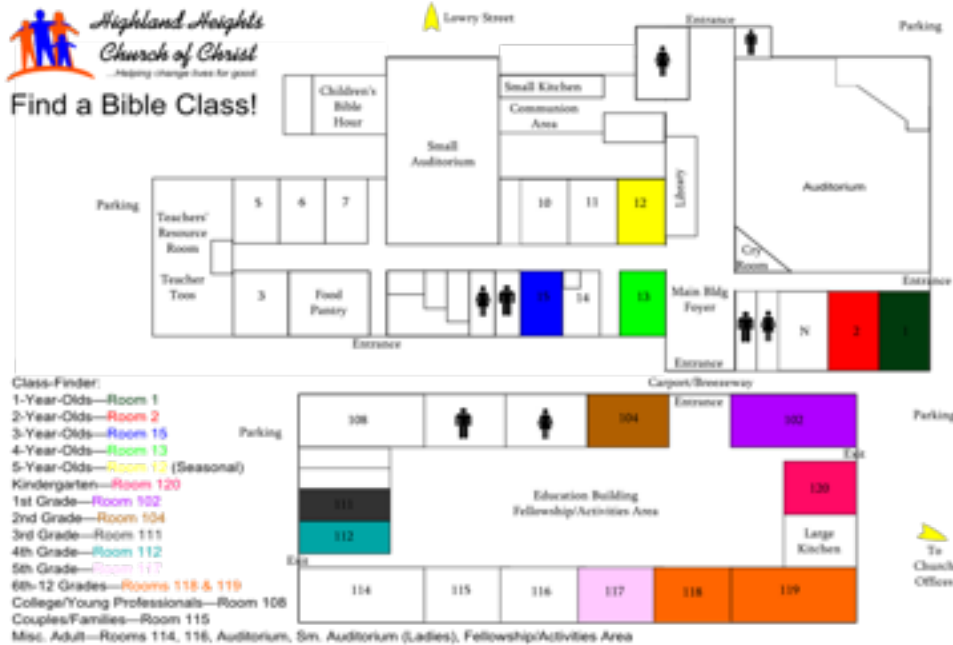 Highland Heights
Church of Christ
...Helping change lives for good
Find a Bible Class!
Lowry Street
Entrance
Parking
Children's
Bible
Hour
Small Kitchen
Communion
Area
Small
Auditorium
Library
Auditorium
Cry
Room
Parking
Teachers'
Resource
Room
5
6
7
10
11
12
Teacher
Toos
3
Food
Pantry
15
14
13
Main Bldg
Foyer
N
2
1
Entrance
Entrance
Entrance
Carport/Breezeway
Class-Finder:
1-Year-Olds—Room 1
2-Year-Olds—Room 2
3-Year-Olds—Room 15
4-Year-Olds—Room 13
5-Year-Olds—Room 12 (Seasonal)
Kindergarten—Room 120
1st Grade—Room 102
2nd Grade—Room 104
3rd Grade—Room 111
4th Grade—Room 112
5th Grade—Room 117
6th-12 Grades—Rooms 118 & 119
College/Young Professionals—Room 108
Couples/Families—Room 115
Misc. Adult—Rooms 114, 116, Auditorium, Sm. Auditorium (Ladies), Fellowship/Activities Area
Parking
108
104
Entrance
102
Parking
Exit
111
112
Education Building
Fellowship/Activities Area
120
Large
Kitchen
Exit
114
115
116
117
118
119
To
Church
Offices